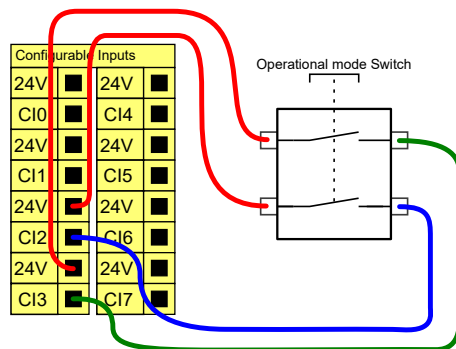 Configurable Inputs
Operational mode Switch
24V 24V
CI0 CI4
24V 24V
CI1 CI5
24V 24V
CI2 CI6
24V 24V
CI3 CI7